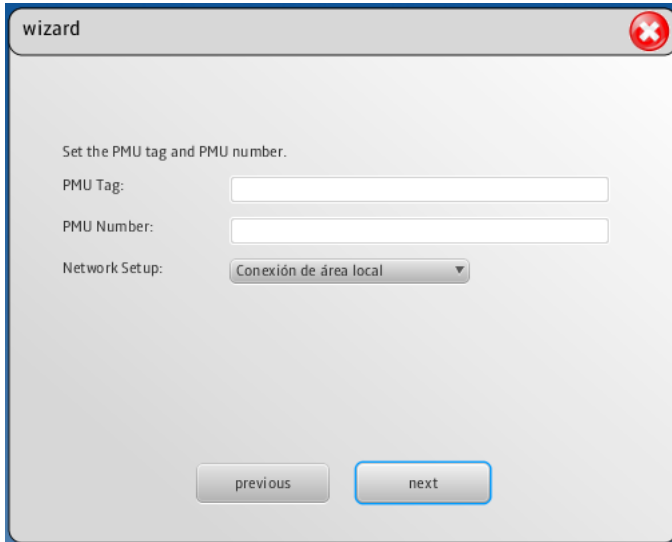 wizard
Set the PMU tag and PMU number.
PMU Tag:
PMU Number:
Network Setup: Conexión de área local
previous next